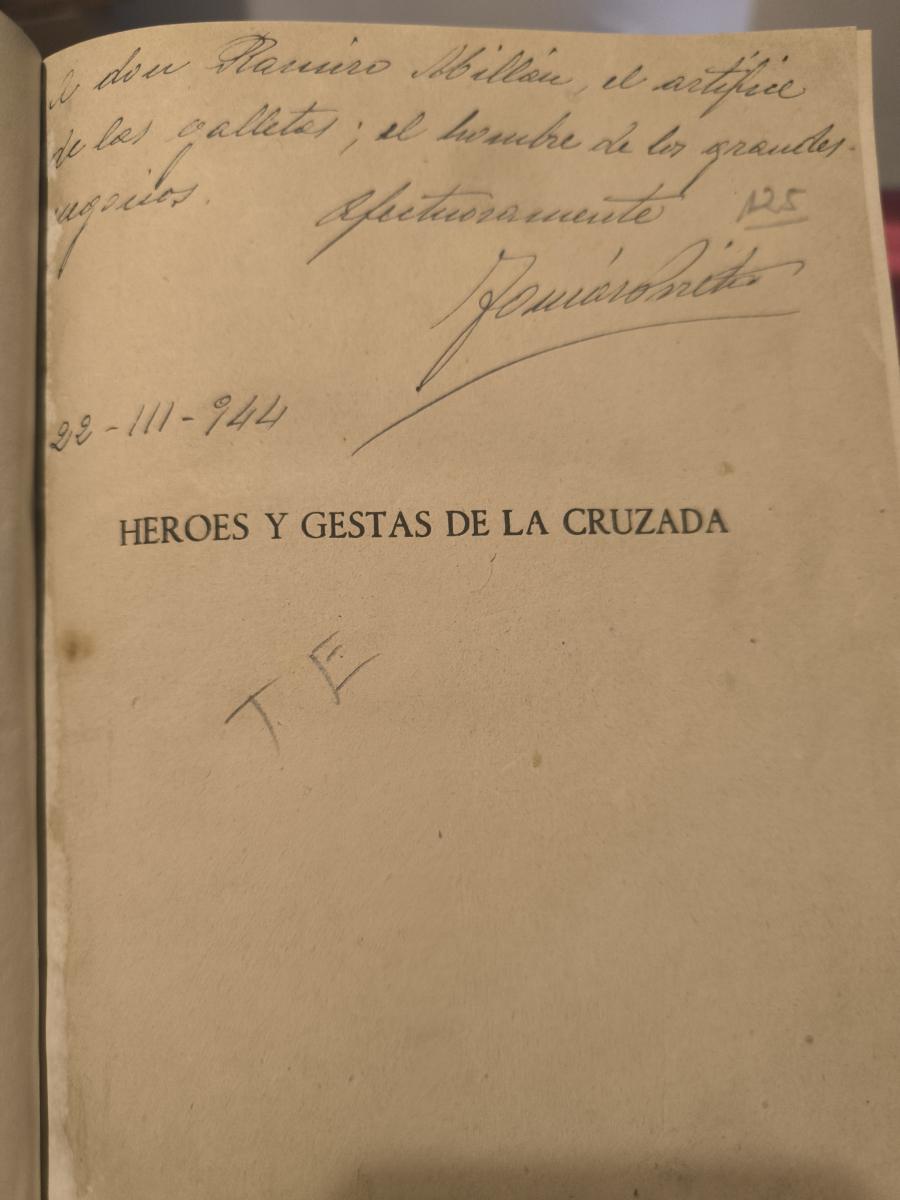 A don Ramiro Millán, el artífice
de las galletas; el hombre de los grandes
Afectuosamente
125
22-III-944
HEROES Y GESTAS DE LA CRUZADA
T E